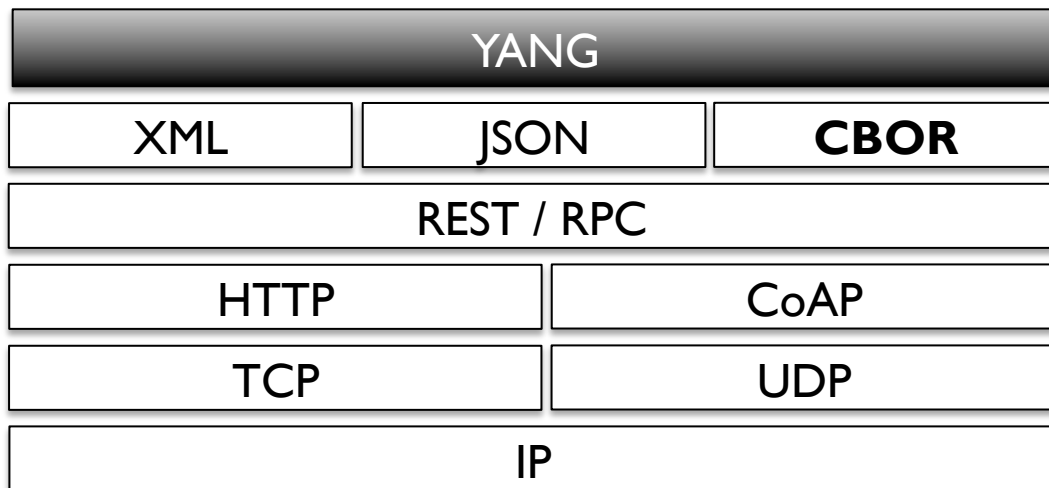 YANG
XML JSON CBOR
REST / RPC
HTTP CoAP
TCP UDP
IP